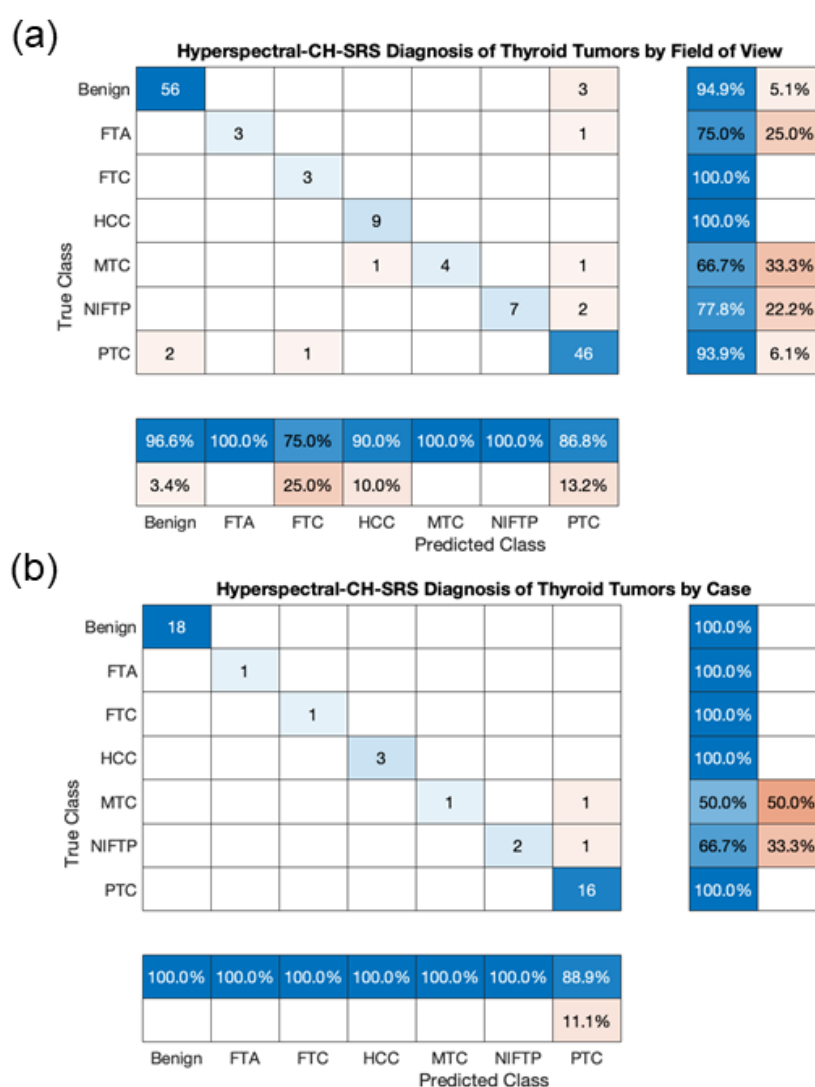 (a)
Hyperspectral-CH-SRS Diagnosis of Thyroid Tumors by Field of View
Benign 56 3 94.9% 5.1%
FTA 3 1 75.0% 25.0%
FTC 3 100.0%
HCC 9 100.0%
MTC 1 4 1 66.7% 33.3%
NIFTP 7 2 77.8% 22.2%
PTC 2 1 46 93.9% 6.1%
True Class
96.6% 100.0% 75.0% 90.0% 100.0% 100.0% 86.8%
3.4% 25.0% 10.0% 13.2%
Benign FTA FTC HCC MTC NIFTP PTC
Predicted Class
(b)
Hyperspectral-CH-SRS Diagnosis of Thyroid Tumors by Case
Benign 18 100.0%
FTA 1 100.0%
FTC 1 100.0%
HCC 3 100.0%
MTC 1 1 50.0% 50.0%
NIFTP 2 1 66.7% 33.3%
PTC 16 100.0%
True Class
100.0% 100.0% 100.0% 100.0% 100.0% 100.0% 88.9%
11.1%
Benign FTA FTC HCC MTC NIFTP PTC
Predicted Class